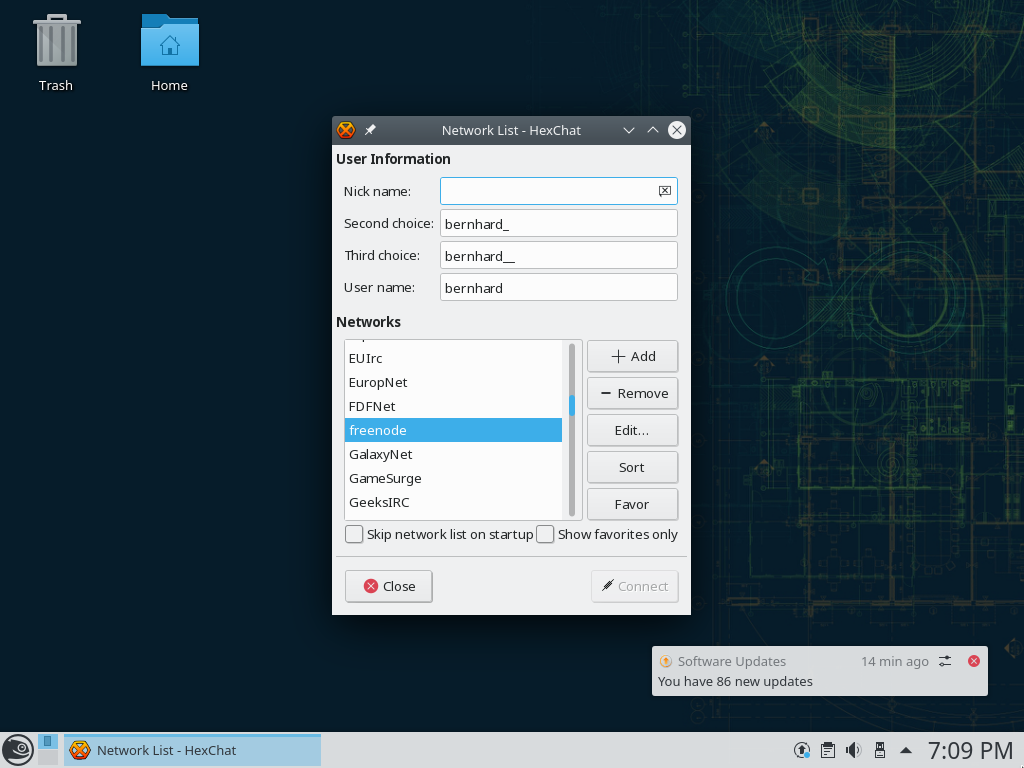 Trash
Home
Network List - HexChat
User Information
Nick name:
Second choice: bernhard_
Third choice: bernhard__
User name: bernhard
Networks
EUIrc
EuropNet
FDFNet
freenode
GalaxyNet
GameSurge
GeeksIRC
Add
Remove
Edit...
Sort
Favor
Skip network list on startup Show favorites only
Close Connect
Software Updates 14 min ago
You have 86 new updates
Network List - HexChat 7:09 PM